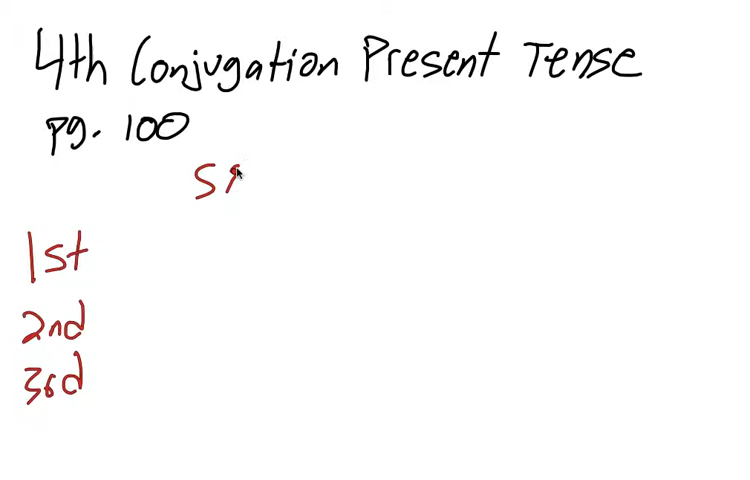 4th Conjugation Present Tense
pg. 100
1st
2nd
3rd